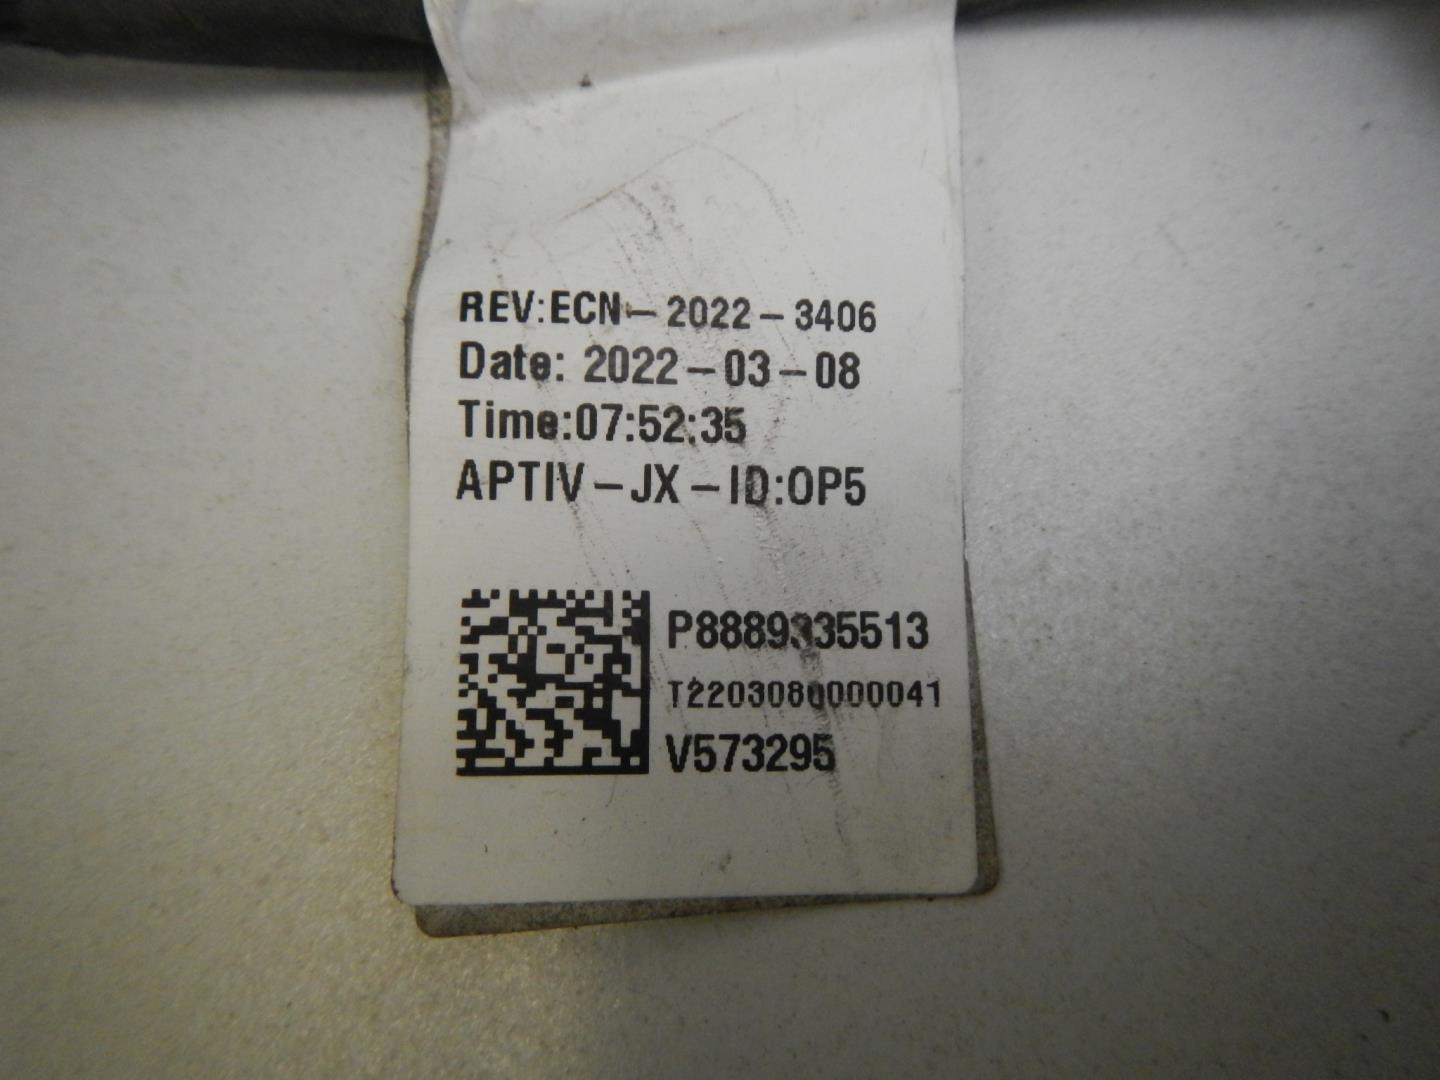 REV:ECN-2022-3406
Date: 2022-03-08
Time:07:52:35
APTIV-JX-ID:OP5
P8889335513
T2203080000041
V573295